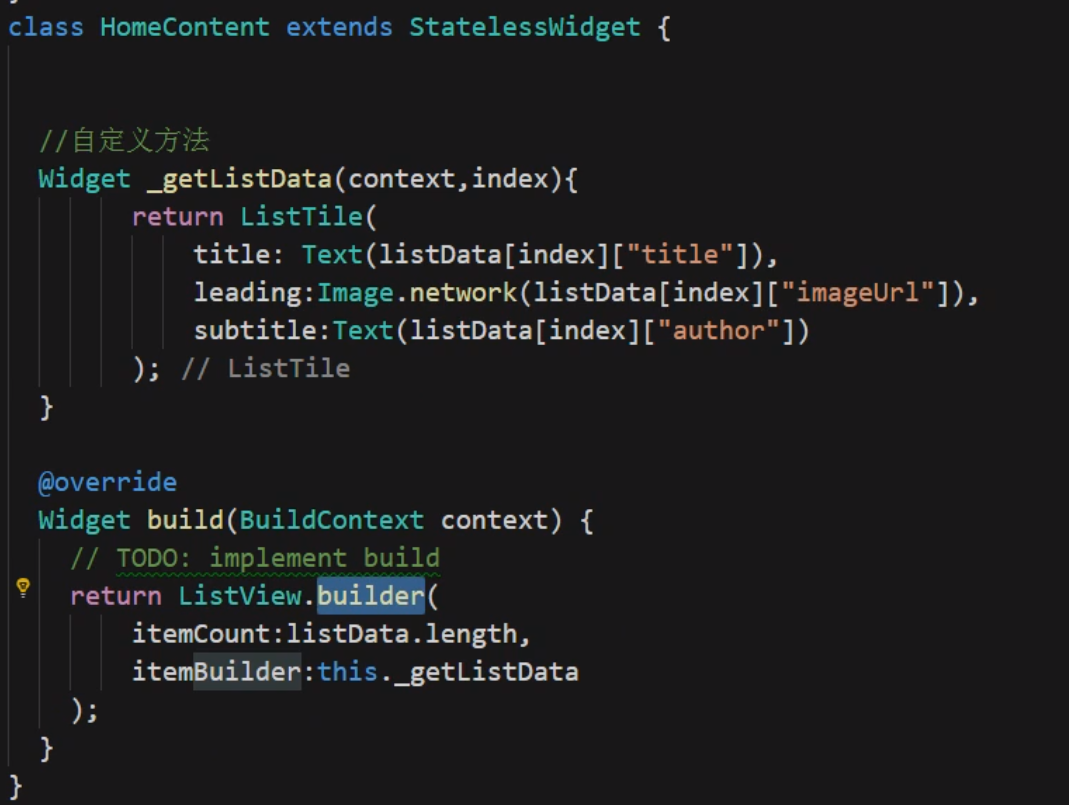 }
class HomeContent extends StatelessWidget {
//自定义方法
Widget _getListData(context,index){
return ListTile(
title: Text(listData[index]["title"]),
leading:Image.network(listData[index]["imageUrl"]),
subtitle:Text(listData[index]["author"])
); // ListTile
}
@override
Widget build(BuildContext context) {
// TODO: implement build
return ListView.builder(
itemCount:listData.length,
itemBuilder:this._getListData
);
}
}